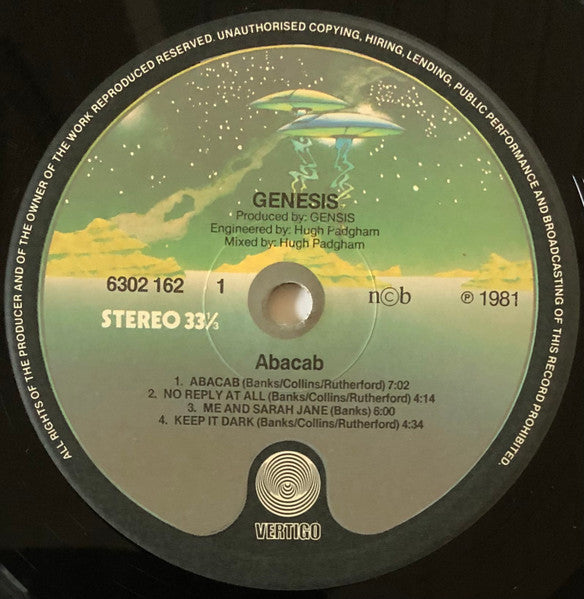 ALL RIGHTS OF THE PRODUCER AND OF THE OWNER OF THE WORK REPRODUCED RESERVED. UNAUTHORISED COPYING, HIRING, LENDING, PUBLIC PERFORMANCE AND BROADCASTING OF THIS RECORD PROHIBITED.
GENESIS
Produced by: GENSIS
Engineered by: Hugh Padgham
Mixed by: Hugh Padgham
6302 162 1 n©b ℗ 1981
STEREO 33⅓
Abacab
1. ABACAB (Banks/Collins/Rutherford) 7:02
2. NO REPLY AT ALL (Banks/Collins/Rutherford) 4:14
3. ME AND SARAH JANE (Banks) 6:00
4. KEEP IT DARK (Banks/Collins/Rutherford) 4:34
VERTIGO